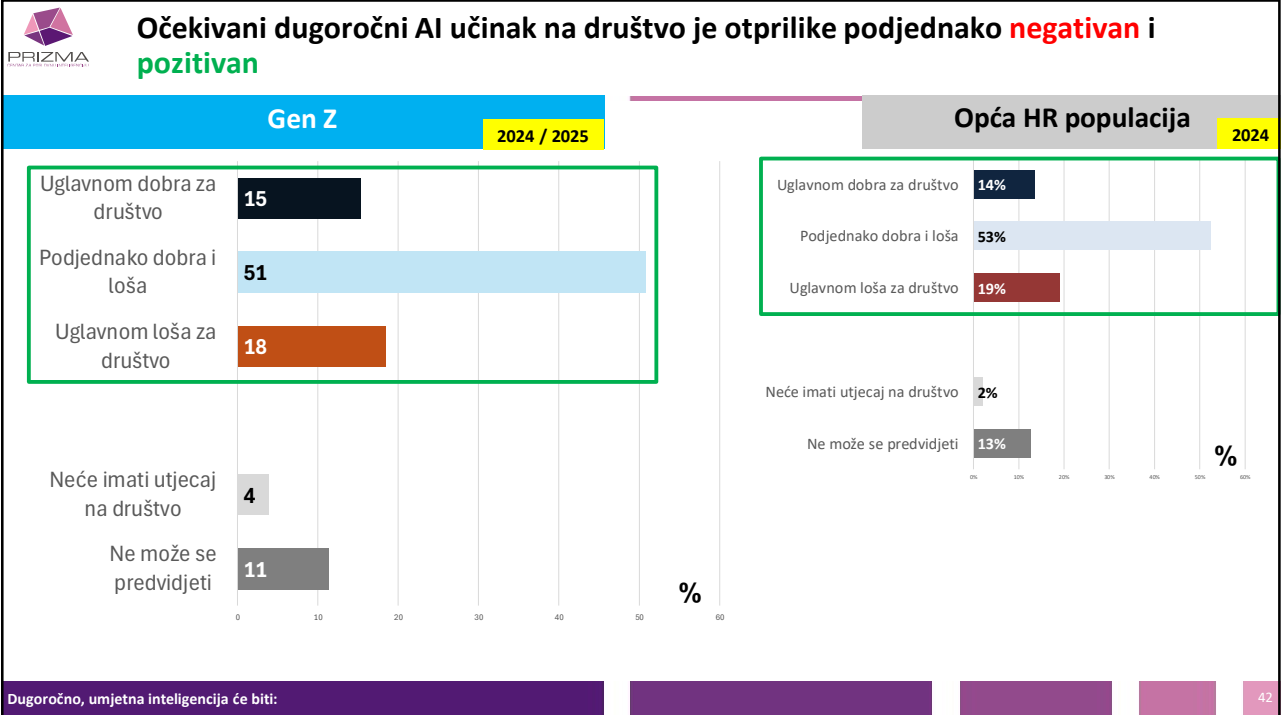 PRIZMA
Očekivani dugoročni AI učinak na društvo je otprilike podjednako negativan i
pozitivan
Gen Z
2024 / 2025
Uglavnom dobra za
društvo
15
Podjednako dobra i
loša
51
Uglavnom loša za
društvo
18
Neće imati utjecaj
na društvo
4
Ne može se
predvidjeti
11
%
0 10 20 30 40 50 60
Opća HR populacija
2024
Uglavnom dobra za društvo 14%
Podjednako dobra i loša 53%
Uglavnom loša za društvo 19%
Neće imati utjecaj na društvo 2%
Ne može se predvidjeti 13%
%
0% 10% 20% 30% 40% 50% 60%
Dugoročno, umjetna inteligencija će biti:
42